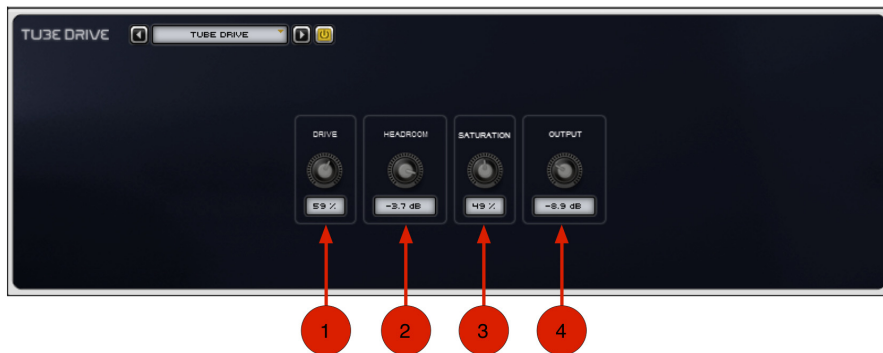 TU3E DRIVE
TUBE DRIVE
DRIVE
HEADROOM
SATURATION
OUTPUT
59 %
-3.7 dB
49 %
-8.9 dB
1
2
3
4